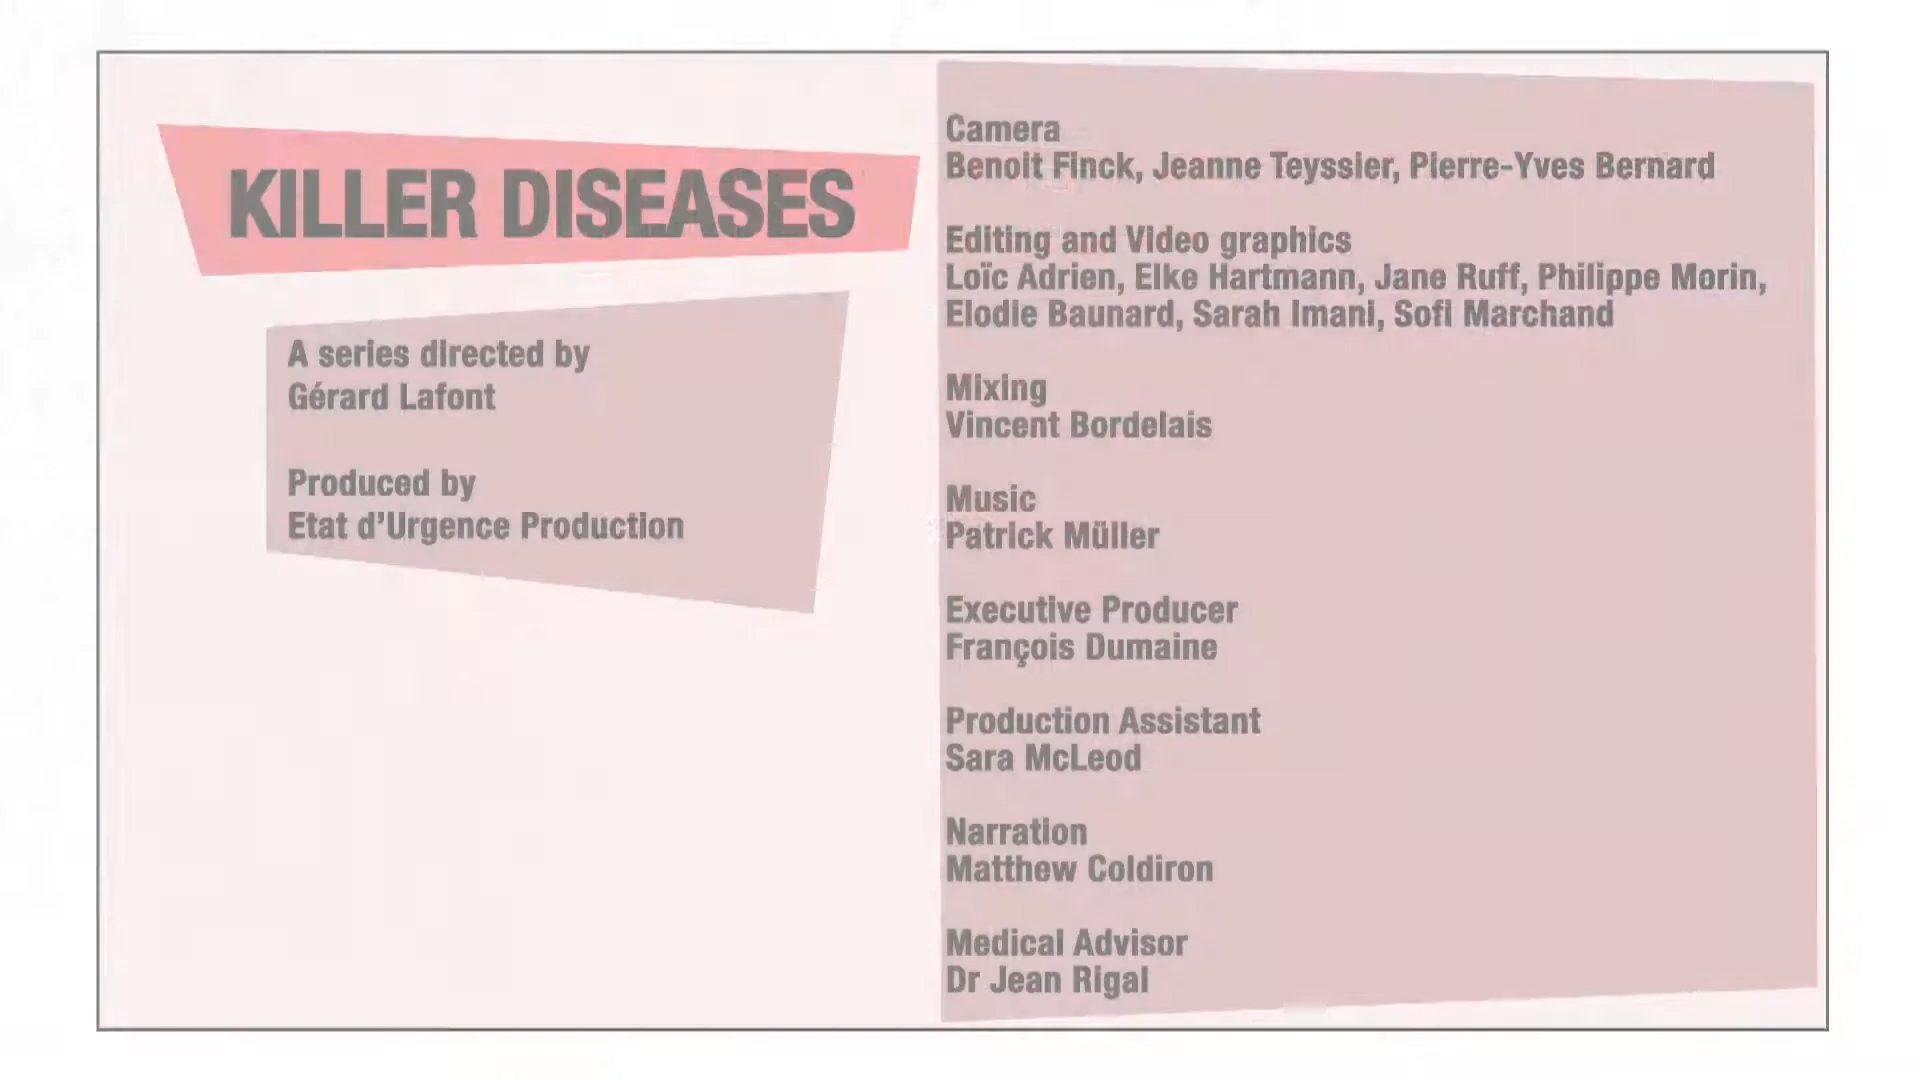 KILLER DISEASES
A series directed by
Gérard Lafont
Produced by
Etat d'Urgence Production
Camera
Benoit Finck, Jeanne Teyssier, Pierre-Yves Bernard
Editing and Video graphics
Loïc Adrien, Elke Hartmann, Jane Ruff, Philippe Morin,
Elodie Baunard, Sarah Imani, Sofi Marchand
Mixing
Vincent Bordelais
Music
Patrick Müller
Executive Producer
François Dumaine
Production Assistant
Sara McLeod
Narration
Matthew Coldiron
Medical Advisor
Dr Jean Rigal